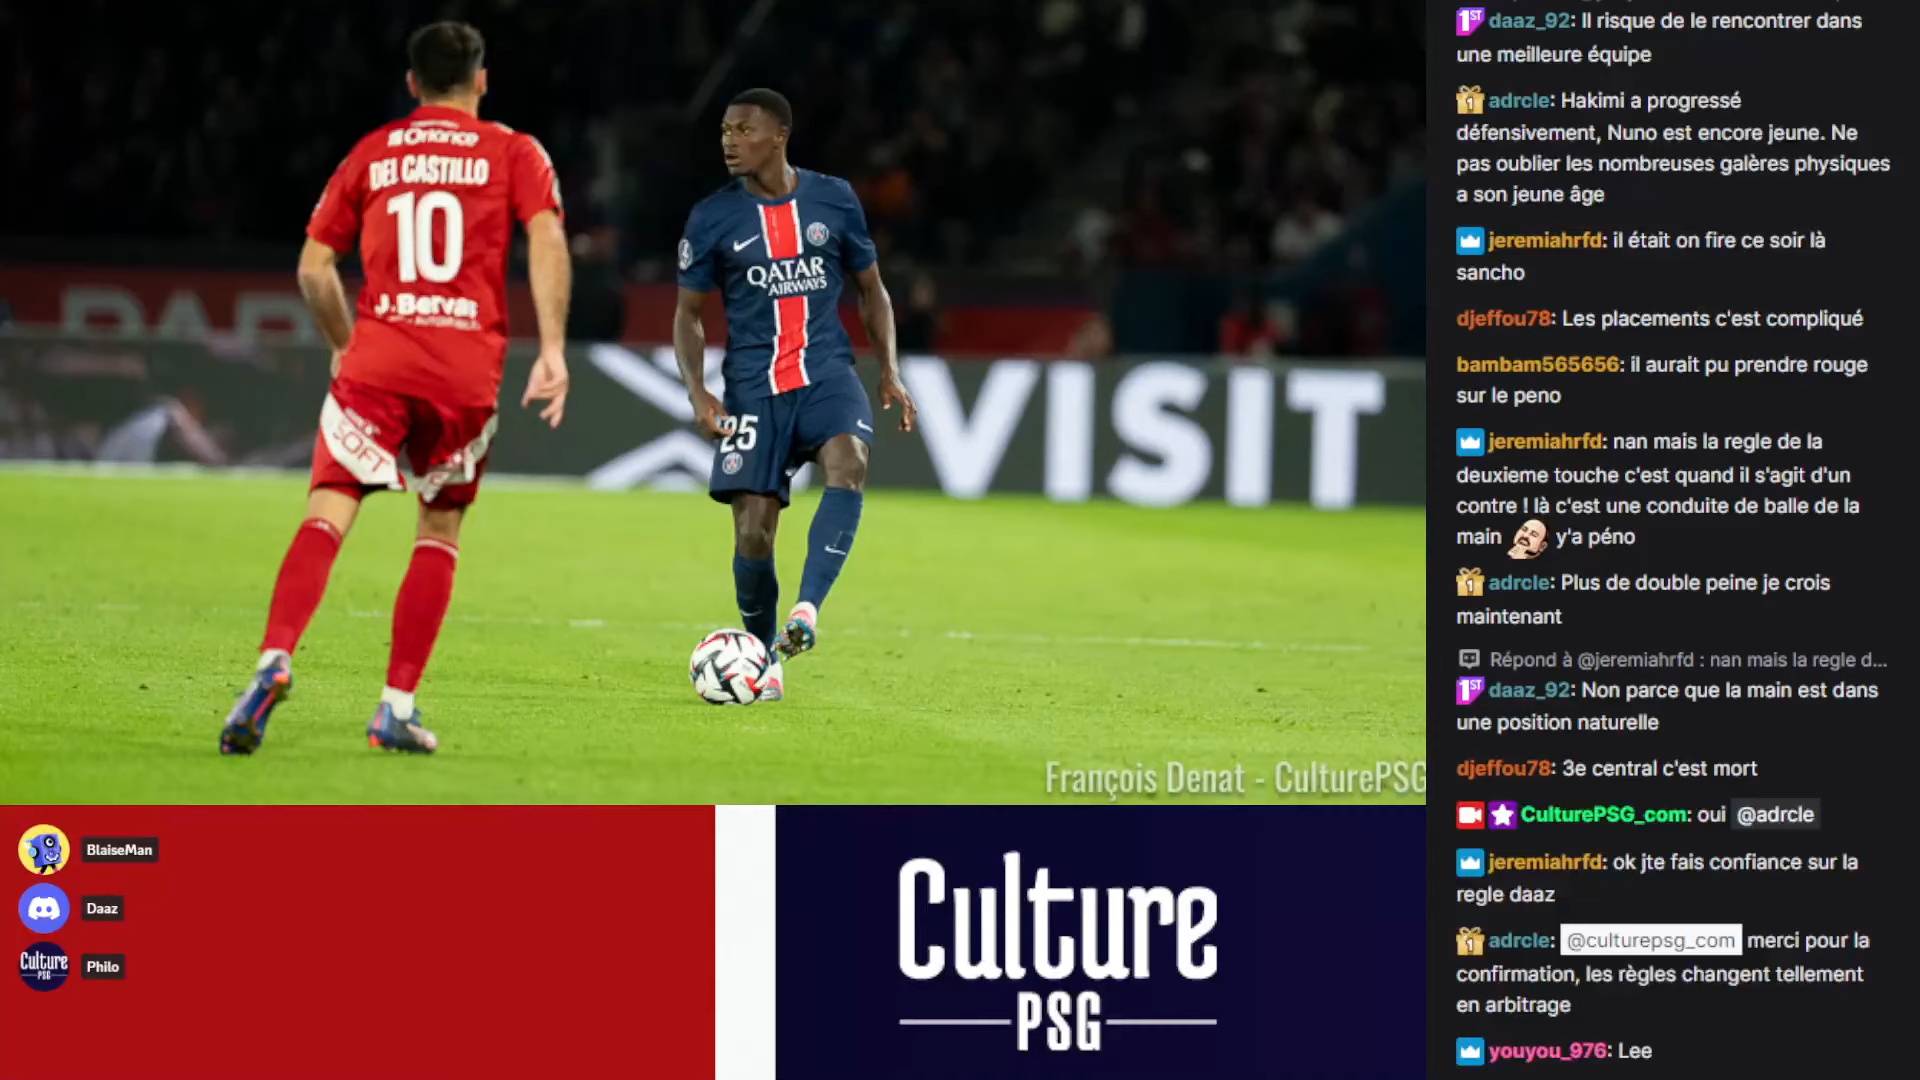 Oriance
DEL CASTILLO
10
J.Bervas
SOFT
QATAR
AIRWAYS
25
VISIT
François Denat - CulturePSG
BlaiseMan
Daaz
Culture
PSG
Philo
Culture
PSG
daaz_92: Il risque de le rencontrer dans
une meilleure équipe
adrcle: Hakimi a progressé
défensivement, Nuno est encore jeune. Ne
pas oublier les nombreuses galères physiques
a son jeune âge
jeremiahrfd: il était on fire ce soir là
sancho
djeffou78: Les placements c'est compliqué
bambam565656: il aurait pu prendre rouge
sur le peno
jeremiahrfd: nan mais la regle de la
deuxieme touche c'est quand il s'agit d'un
contre ! là c'est une conduite de balle de la
main y'a péno
adrcle: Plus de double peine je crois
maintenant
Répond à @jeremiahrfd : nan mais la regle d...
daaz_92: Non parce que la main est dans
une position naturelle
djeffou78: 3e central c'est mort
CulturePSG_com: oui @adrcle
jeremiahrfd: ok jte fais confiance sur la
regle daaz
adrcle: @culturepsg_com merci pour la
confirmation, les règles changent tellement
en arbitrage
youyou_976: Lee